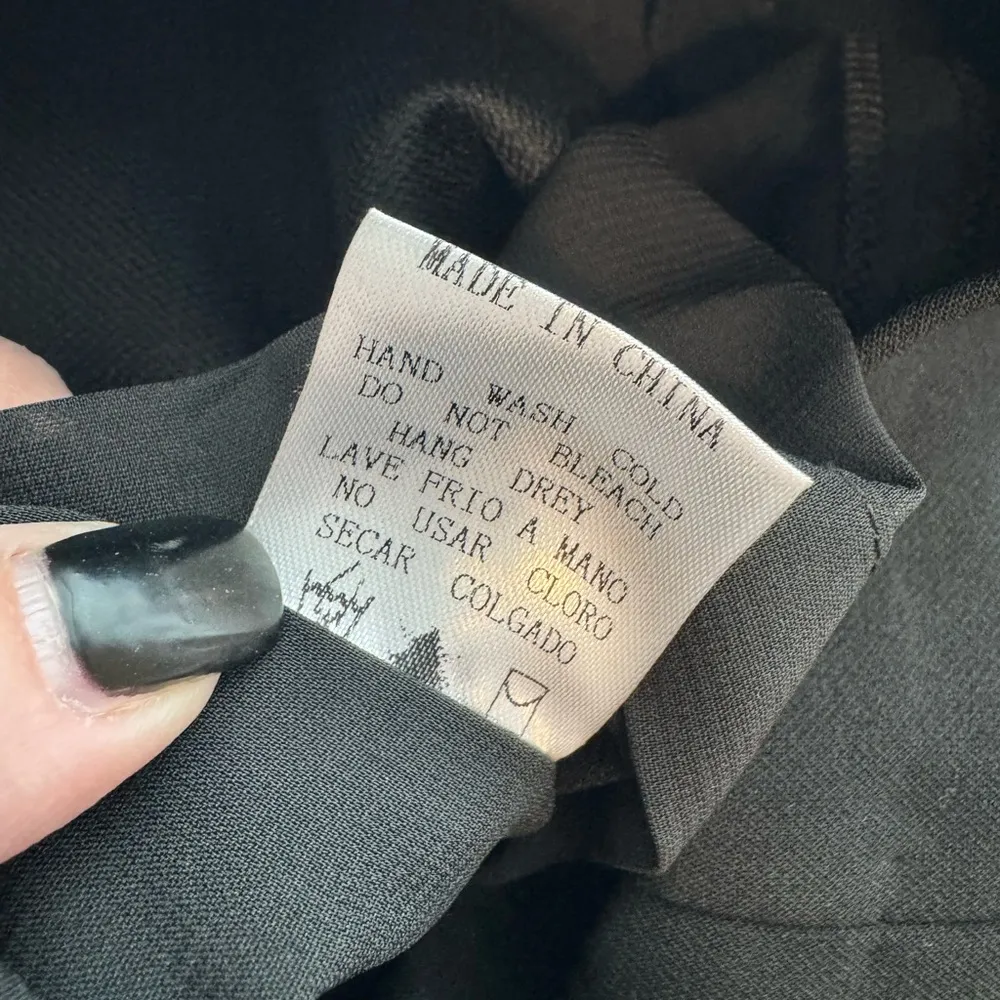 MADE IN CHINA
HAND WASH COLD
DO NOT BLEACH
HANG DREY
LAVE FRIO A MANO
NO USAR CLORO
SECAR COLGADO